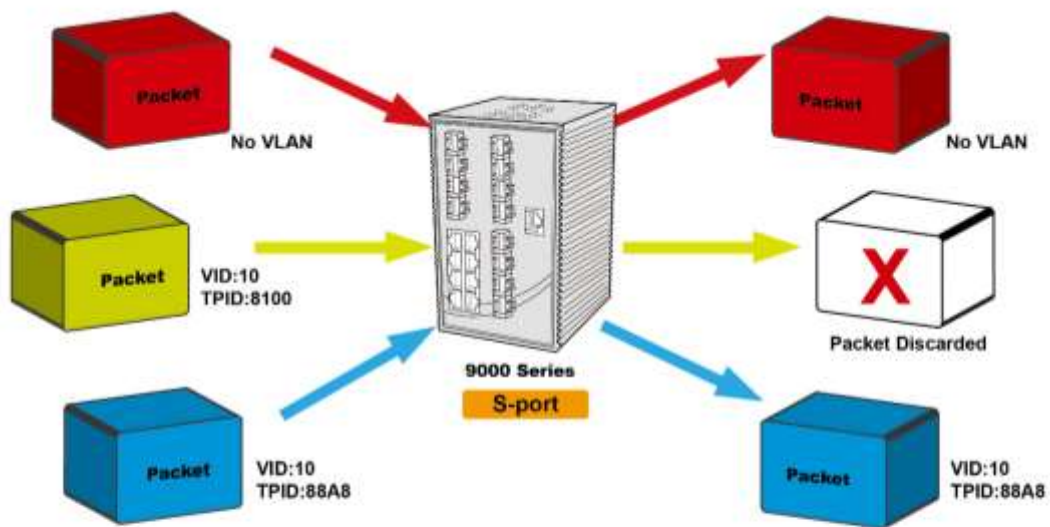 Packet
No VLAN
Packet
No VLAN
Packet
VID:10
TPID:8100
X
Packet Discarded
9000 Series
S-port
Packet
VID:10
TPID:88A8
Packet
VID:10
TPID:88A8